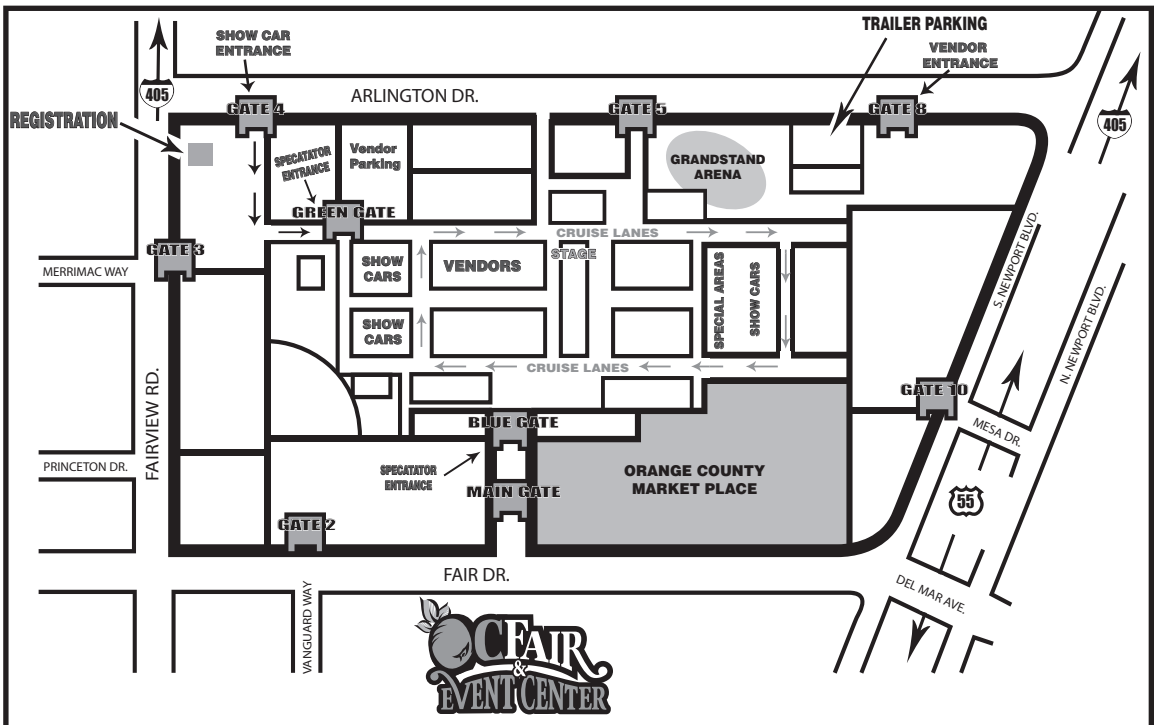 SHOW CAR
ENTRANCE
TRAILER PARKING
VENDOR
ENTRANCE
405
GATE 4
ARLINGTON DR.
GATE 5
GATE 8
405
REGISTRATION
SPECATATOR
ENTRANCE
Vendor
Parking
GRANDSTAND
ARENA
GREEN GATE
CRUISE LANES
GATE 3
MERRIMAC WAY
SHOW
CARS
VENDORS
STAGE
SPECIAL AREAS
SHOW CARS
S. NEWPORT BLVD.
N. NEWPORT BLVD.
SHOW
CARS
CRUISE LANES
FAIRVIEW RD.
GATE 10
MESA DR.
BLUE GATE
PRINCETON DR.
SPECATATOR
ENTRANCE
MAIN GATE
ORANGE COUNTY
MARKET PLACE
55
GATE 2
FAIR DR.
VANGUARD WAY
DEL MAR AVE.
OC FAIR
&
EVENT CENTER